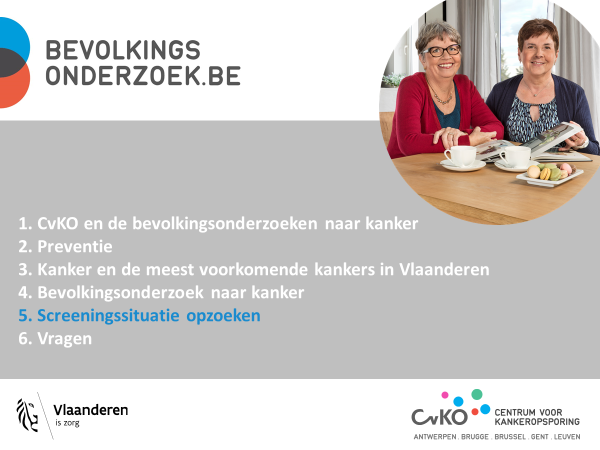 BEVOLKINGS
ONDERZOEK.BE
1. CvKO en de bevolkingsonderzoeken naar kanker
2. Preventie
3. Kanker en de meest voorkomende kankers in Vlaanderen
4. Bevolkingsonderzoek naar kanker
5. Screeningssituatie opzoeken
6. Vragen
Vlaanderen
is zorg
CvKO
CENTRUM VOOR
KANKEROPSPORING
ANTWERPEN . BRUGGE . BRUSSEL . GENT . LEUVEN